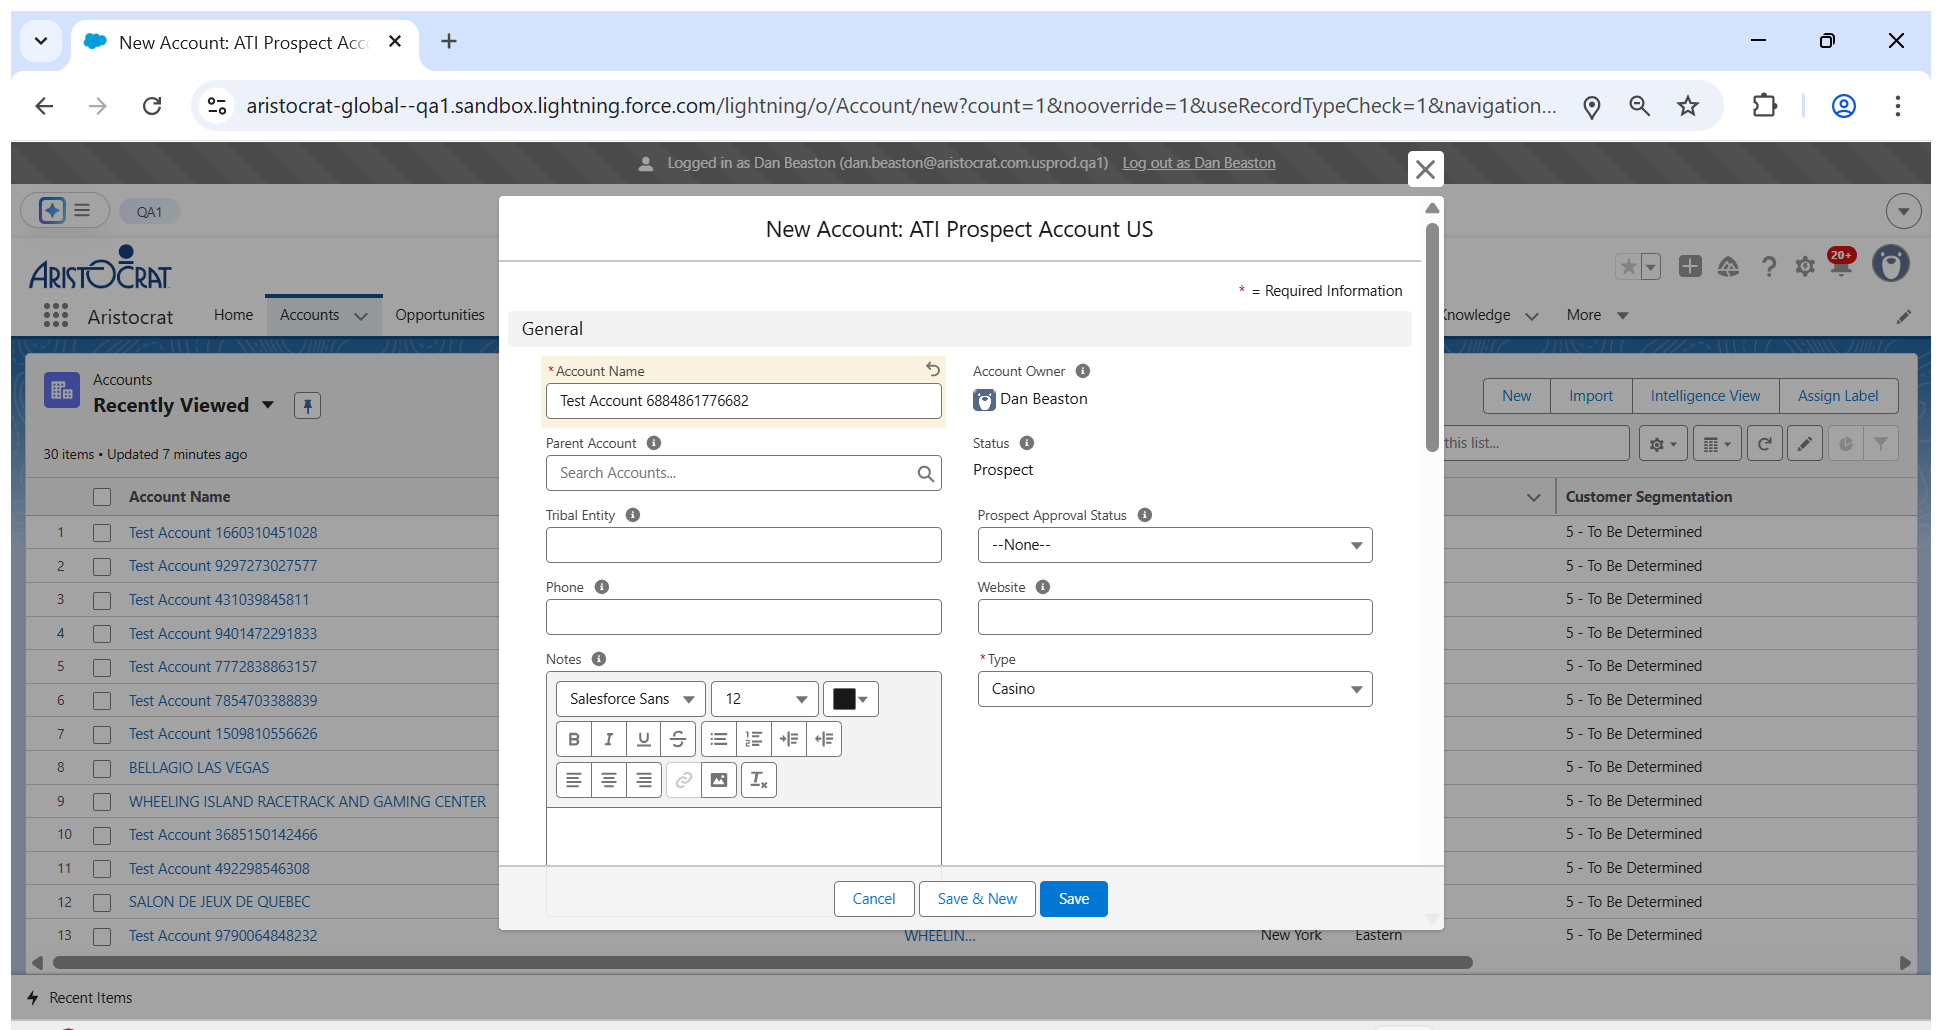 New Account: ATI Prospect Acc
aristocrat-global--qa1.sandbox.lightning.force.com/lightning/o/Account/new?count=1&nooverride=1&useRecordTypeCheck=1&navigation...
Logged in as Dan Beaston (dan.beaston@aristocrat.com.usprod.qa1) Log out as Dan Beaston
QA1
ARISTOCRAT
20+
Aristocrat Home Accounts Opportunities Knowledge More
New Account: ATI Prospect Account US
* = Required Information
General
*Account Name
Test Account 6884861776682
Account Owner
Dan Beaston
Parent Account
Search Accounts...
Status
Prospect
Tribal Entity
Prospect Approval Status
--None--
Phone
Website
Notes
*Type
Casino
Salesforce Sans 12
B I U S
Cancel Save & New Save
Accounts
Recently Viewed
New Import Intelligence View Assign Label
30 items • Updated 7 minutes ago
this list...
Account Name Customer Segmentation
1 Test Account 1660310451028 5 - To Be Determined
2 Test Account 9297273027577 5 - To Be Determined
3 Test Account 431039845811 5 - To Be Determined
4 Test Account 9401472291833 5 - To Be Determined
5 Test Account 7772838863157 5 - To Be Determined
6 Test Account 7854703388839 5 - To Be Determined
7 Test Account 1509810556626 5 - To Be Determined
8 BELLAGIO LAS VEGAS 5 - To Be Determined
9 WHEELING ISLAND RACETRACK AND GAMING CENTER 5 - To Be Determined
10 Test Account 3685150142466 5 - To Be Determined
11 Test Account 492298546308 5 - To Be Determined
12 SALON DE JEUX DE QUEBEC 5 - To Be Determined
13 Test Account 9790064848232 WHEELIN... New York Eastern 5 - To Be Determined
Recent Items